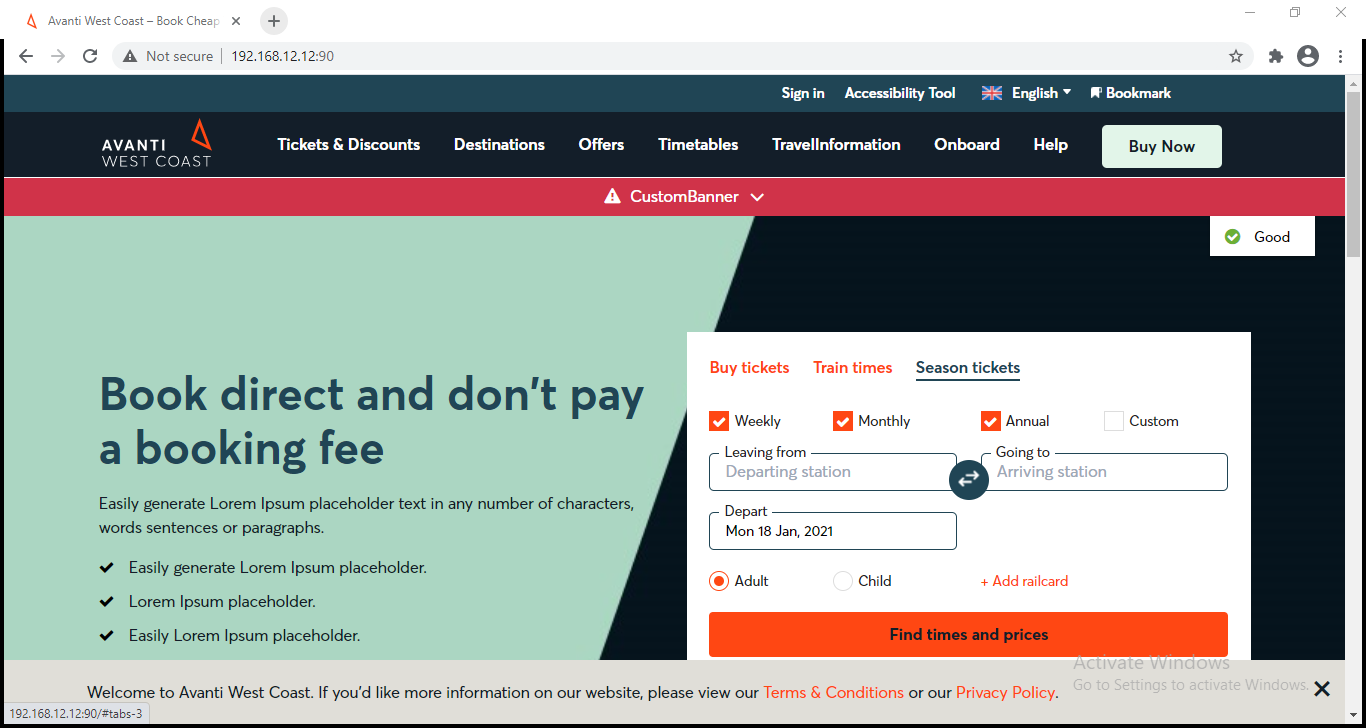 Avanti West Coast – Book Cheap
Not secure 192.168.12.12:90
Sign in Accessibility Tool English Bookmark
AVANTI
WEST COAST
Tickets & Discounts Destinations Offers Timetables TravelInformation Onboard Help Buy Now
CustomBanner
Good
Book direct and don't pay
a booking fee
Easily generate Lorem Ipsum placeholder text in any number of characters,
words sentences or paragraphs.
Easily generate Lorem Ipsum placeholder.
Lorem Ipsum placeholder.
Easily Lorem Ipsum placeholder.
Buy tickets Train times Season tickets
Weekly Monthly Annual Custom
Leaving from Going to
Departing station Arriving station
Depart
Mon 18 Jan, 2021
Adult Child + Add railcard
Find times and prices
Activate Windows
Go to Settings to activate Windows.
Welcome to Avanti West Coast. If you'd like more information on our website, please view our Terms & Conditions or our Privacy Policy.
192.168.12.12:90/#tabs-3